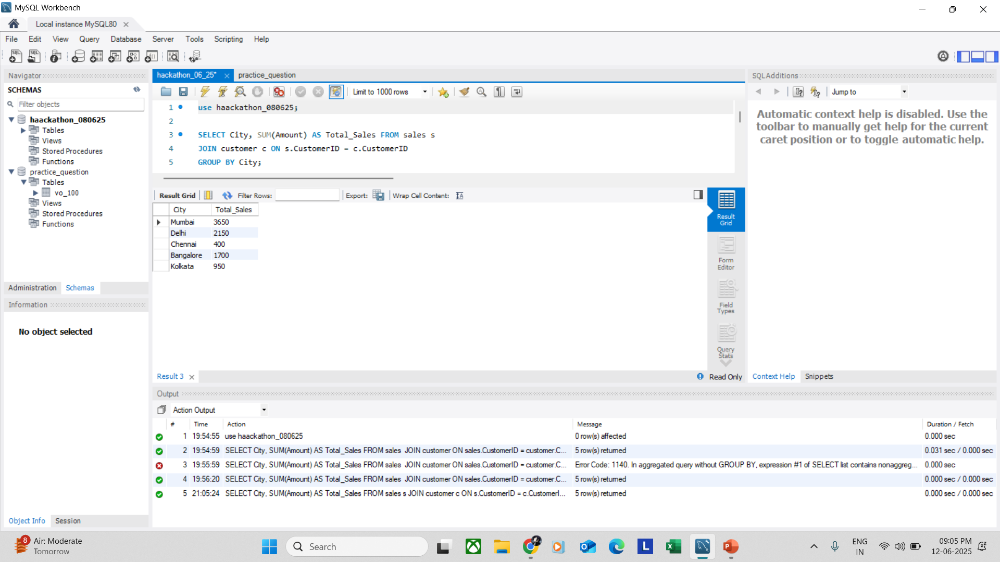 MySQL Workbench
Local instance MySQL80
File Edit View Query Database Server Tools Scripting Help
Navigator
SCHEMAS
Filter objects
haackathon_080625
Tables
Views
Stored Procedures
Functions
practice_question
Tables
vo_100
Views
Stored Procedures
Functions
Administration Schemas
Information
No object selected
Object Info Session
hackathon_06_25* practice_question
Limit to 1000 rows
1 use haackathon_080625;
2
3 SELECT City, SUM(Amount) AS Total_Sales FROM sales s
4 JOIN customer c ON s.CustomerID = c.CustomerID
5 GROUP BY City;
Result Grid Filter Rows: Export: Wrap Cell Content:
City Total_Sales
Mumbai 3650
Delhi 2150
Chennai 400
Bangalore 1700
Kolkata 950
Result Grid
Form Editor
Field Types
Query Stats
Result 3 Read Only
SQLAdditions
Jump to
Automatic context help is disabled. Use the
toolbar to manually get help for the current
caret position or to toggle automatic help.
Context Help Snippets
Output
Action Output
# Time Action Message Duration / Fetch
1 19:54:55 use haackathon_080625 0 row(s) affected 0.000 sec
2 19:54:59 SELECT City, SUM(Amount) AS Total_Sales FROM sales JOIN customer ON sales.CustomerID = customer.C... 5 row(s) returned 0.031 sec / 0.000 sec
3 19:55:59 SELECT City, SUM(Amount) AS Total_Sales FROM sales JOIN customer ON sales.CustomerID = customer.C... Error Code: 1140. In aggregated query without GROUP BY, expression #1 of SELECT list contains nonaggreg... 0.000 sec
4 19:56:20 SELECT City, SUM(Amount) AS Total_Sales FROM sales JOIN customer ON sales.CustomerID = customer.C... 5 row(s) returned 0.000 sec / 0.000 sec
5 21:05:24 SELECT City, SUM(Amount) AS Total_Sales FROM sales s JOIN customer c ON s.CustomerID = c.CustomerI... 5 row(s) returned 0.000 sec / 0.000 sec
8 Air: Moderate
Tomorrow
Search
L
ENG
IN
09:05 PM
12-06-2025